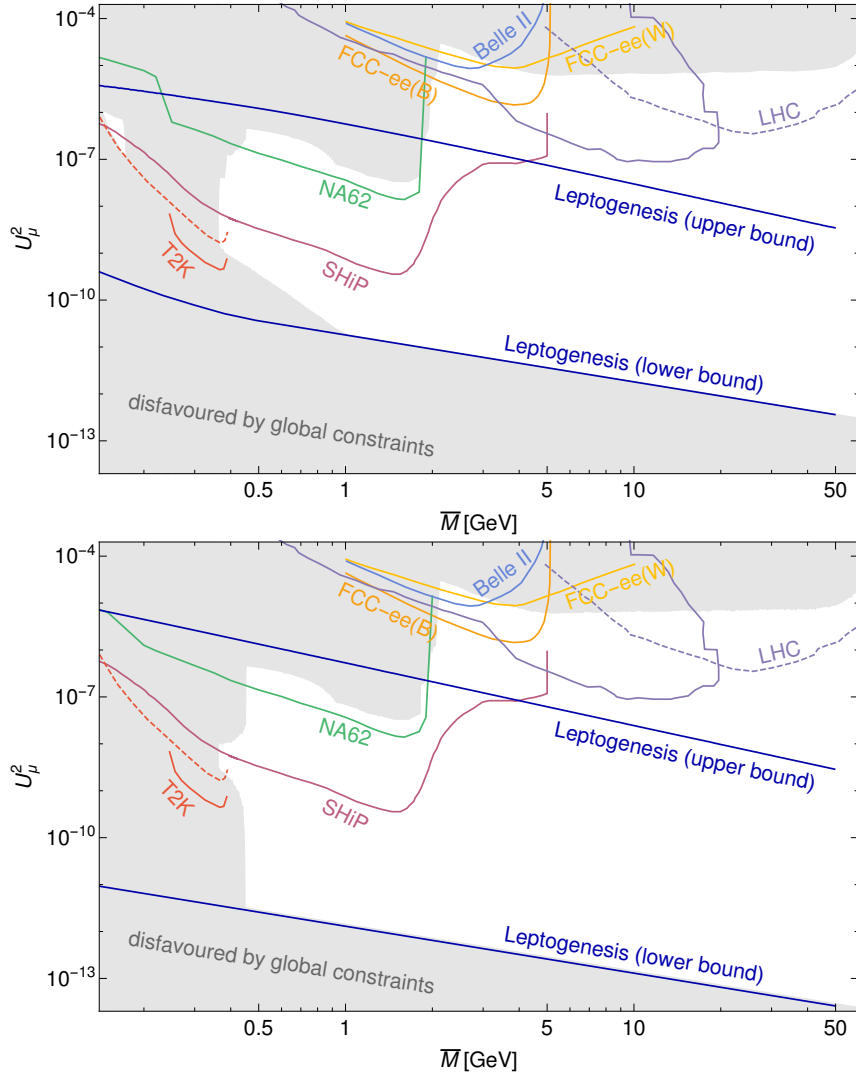 10⁻⁴
Belle II
FCC-ee(B)
FCC-ee(W)
LHC
10⁻⁷
NA62
Leptogenesis (upper bound)
U²μ
T2K
SHiP
10⁻¹⁰
Leptogenesis (lower bound)
disfavoured by global constraints
10⁻¹³
0.5 1 2 5 10 50
M̅ [GeV]
10⁻⁴
Belle II
FCC-ee(B)
FCC-ee(W)
LHC
10⁻⁷
NA62
Leptogenesis (upper bound)
U²μ
T2K
SHiP
10⁻¹⁰
Leptogenesis (lower bound)
disfavoured by global constraints
10⁻¹³
0.5 1 2 5 10 50
M̅ [GeV]